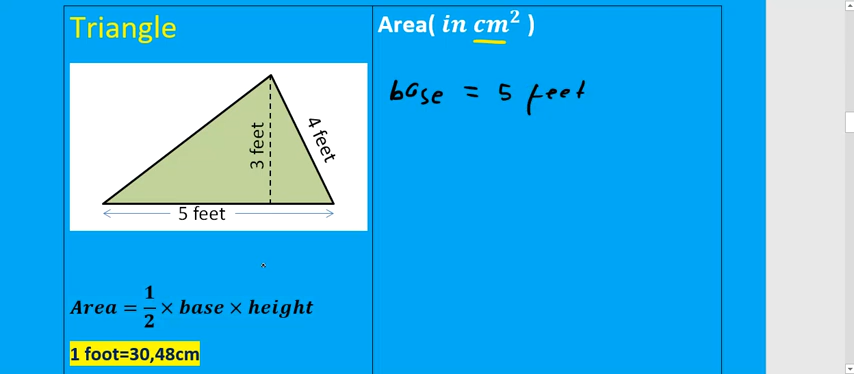 Triangle
Area( in cm² )
base = 5 feet
3 feet
4 feet
5 feet
Area = 1/2 × base × height
1 foot=30,48cm